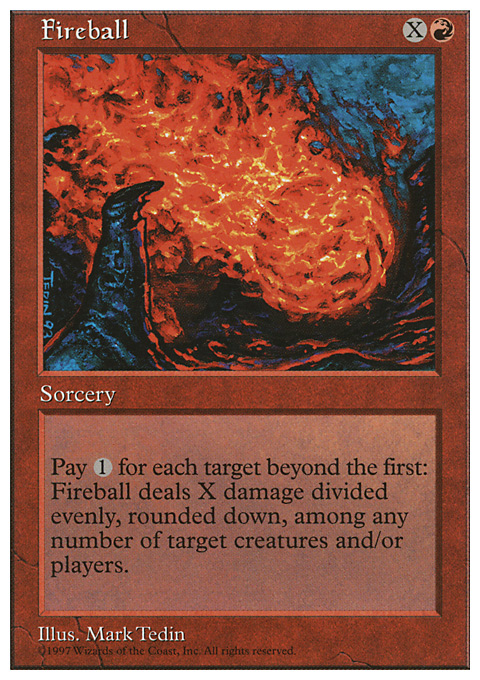 Fireball X
Sorcery
Pay 1 for each target beyond the first:
Fireball deals X damage divided
evenly, rounded down, among any
number of target creatures and/or
players.
TEDIN 93
Illus. Mark Tedin
©1997 Wizards of the Coast, Inc. All rights reserved.